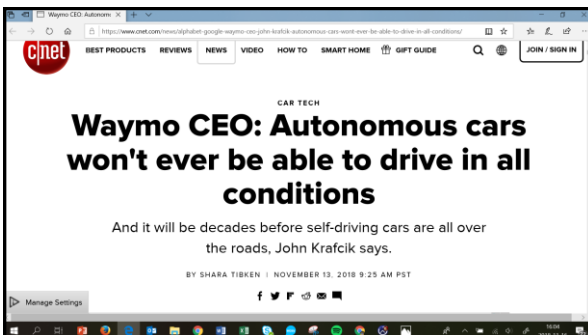 Waymo CEO: Autonom
https://www.cnet.com/news/alphabet-google-waymo-ceo-john-krafcik-autonomous-cars-wont-ever-be-able-to-drive-in-all-conditions/
c|net BEST PRODUCTS REVIEWS NEWS VIDEO HOW TO SMART HOME GIFT GUIDE JOIN / SIGN IN
CAR TECH
Waymo CEO: Autonomous cars
won't ever be able to drive in all
conditions
And it will be decades before self-driving cars are all over
the roads, John Krafcik says.
BY SHARA TIBKEN | NOVEMBER 13, 2018 9:25 AM PST
Manage Settings
16:04